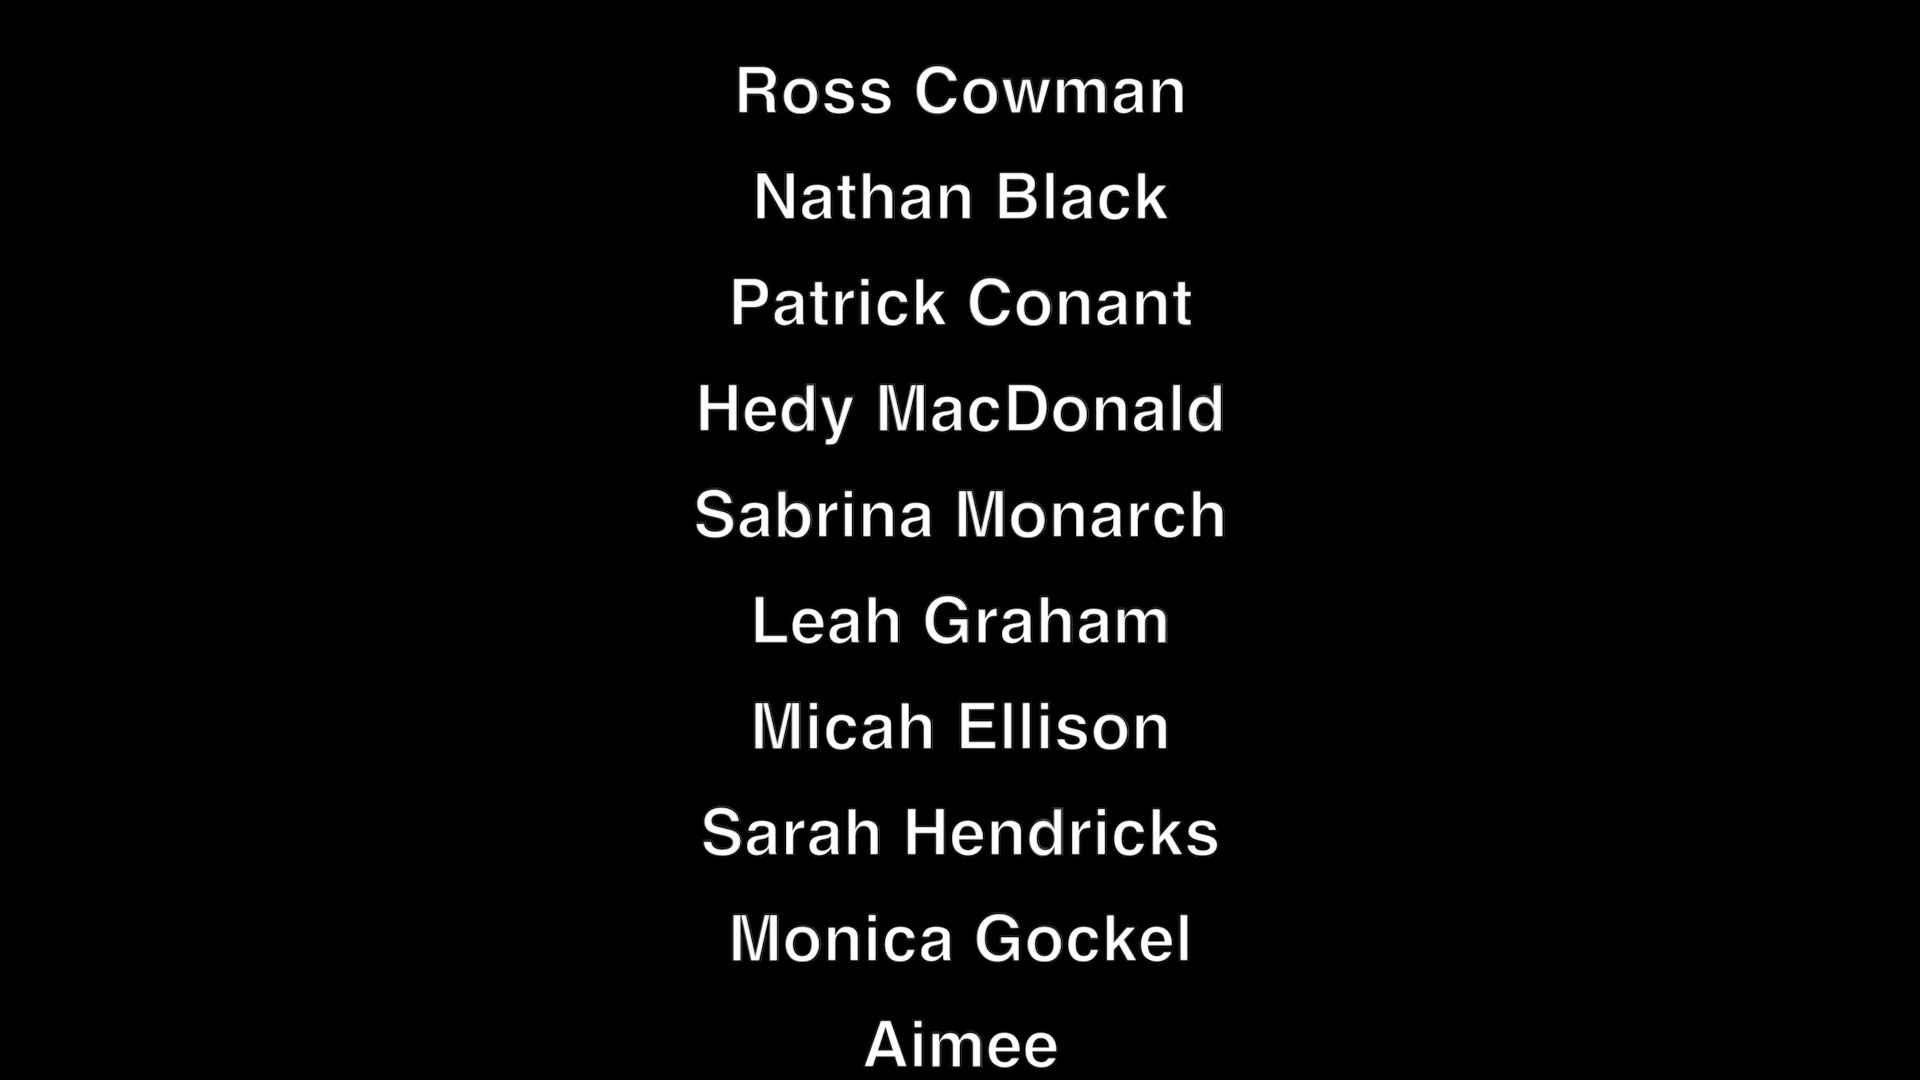 Ross Cowman
Nathan Black
Patrick Conant
Hedy MacDonald
Sabrina Monarch
Leah Graham
Micah Ellison
Sarah Hendricks
Monica Gockel
Aimee